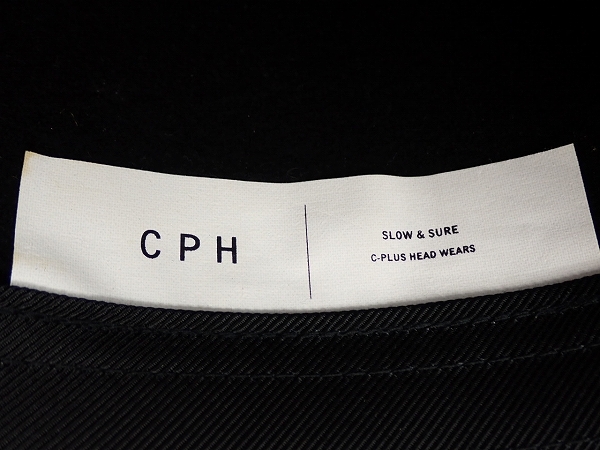 CPH
SLOW & SURE
C-PLUS HEAD WEARS